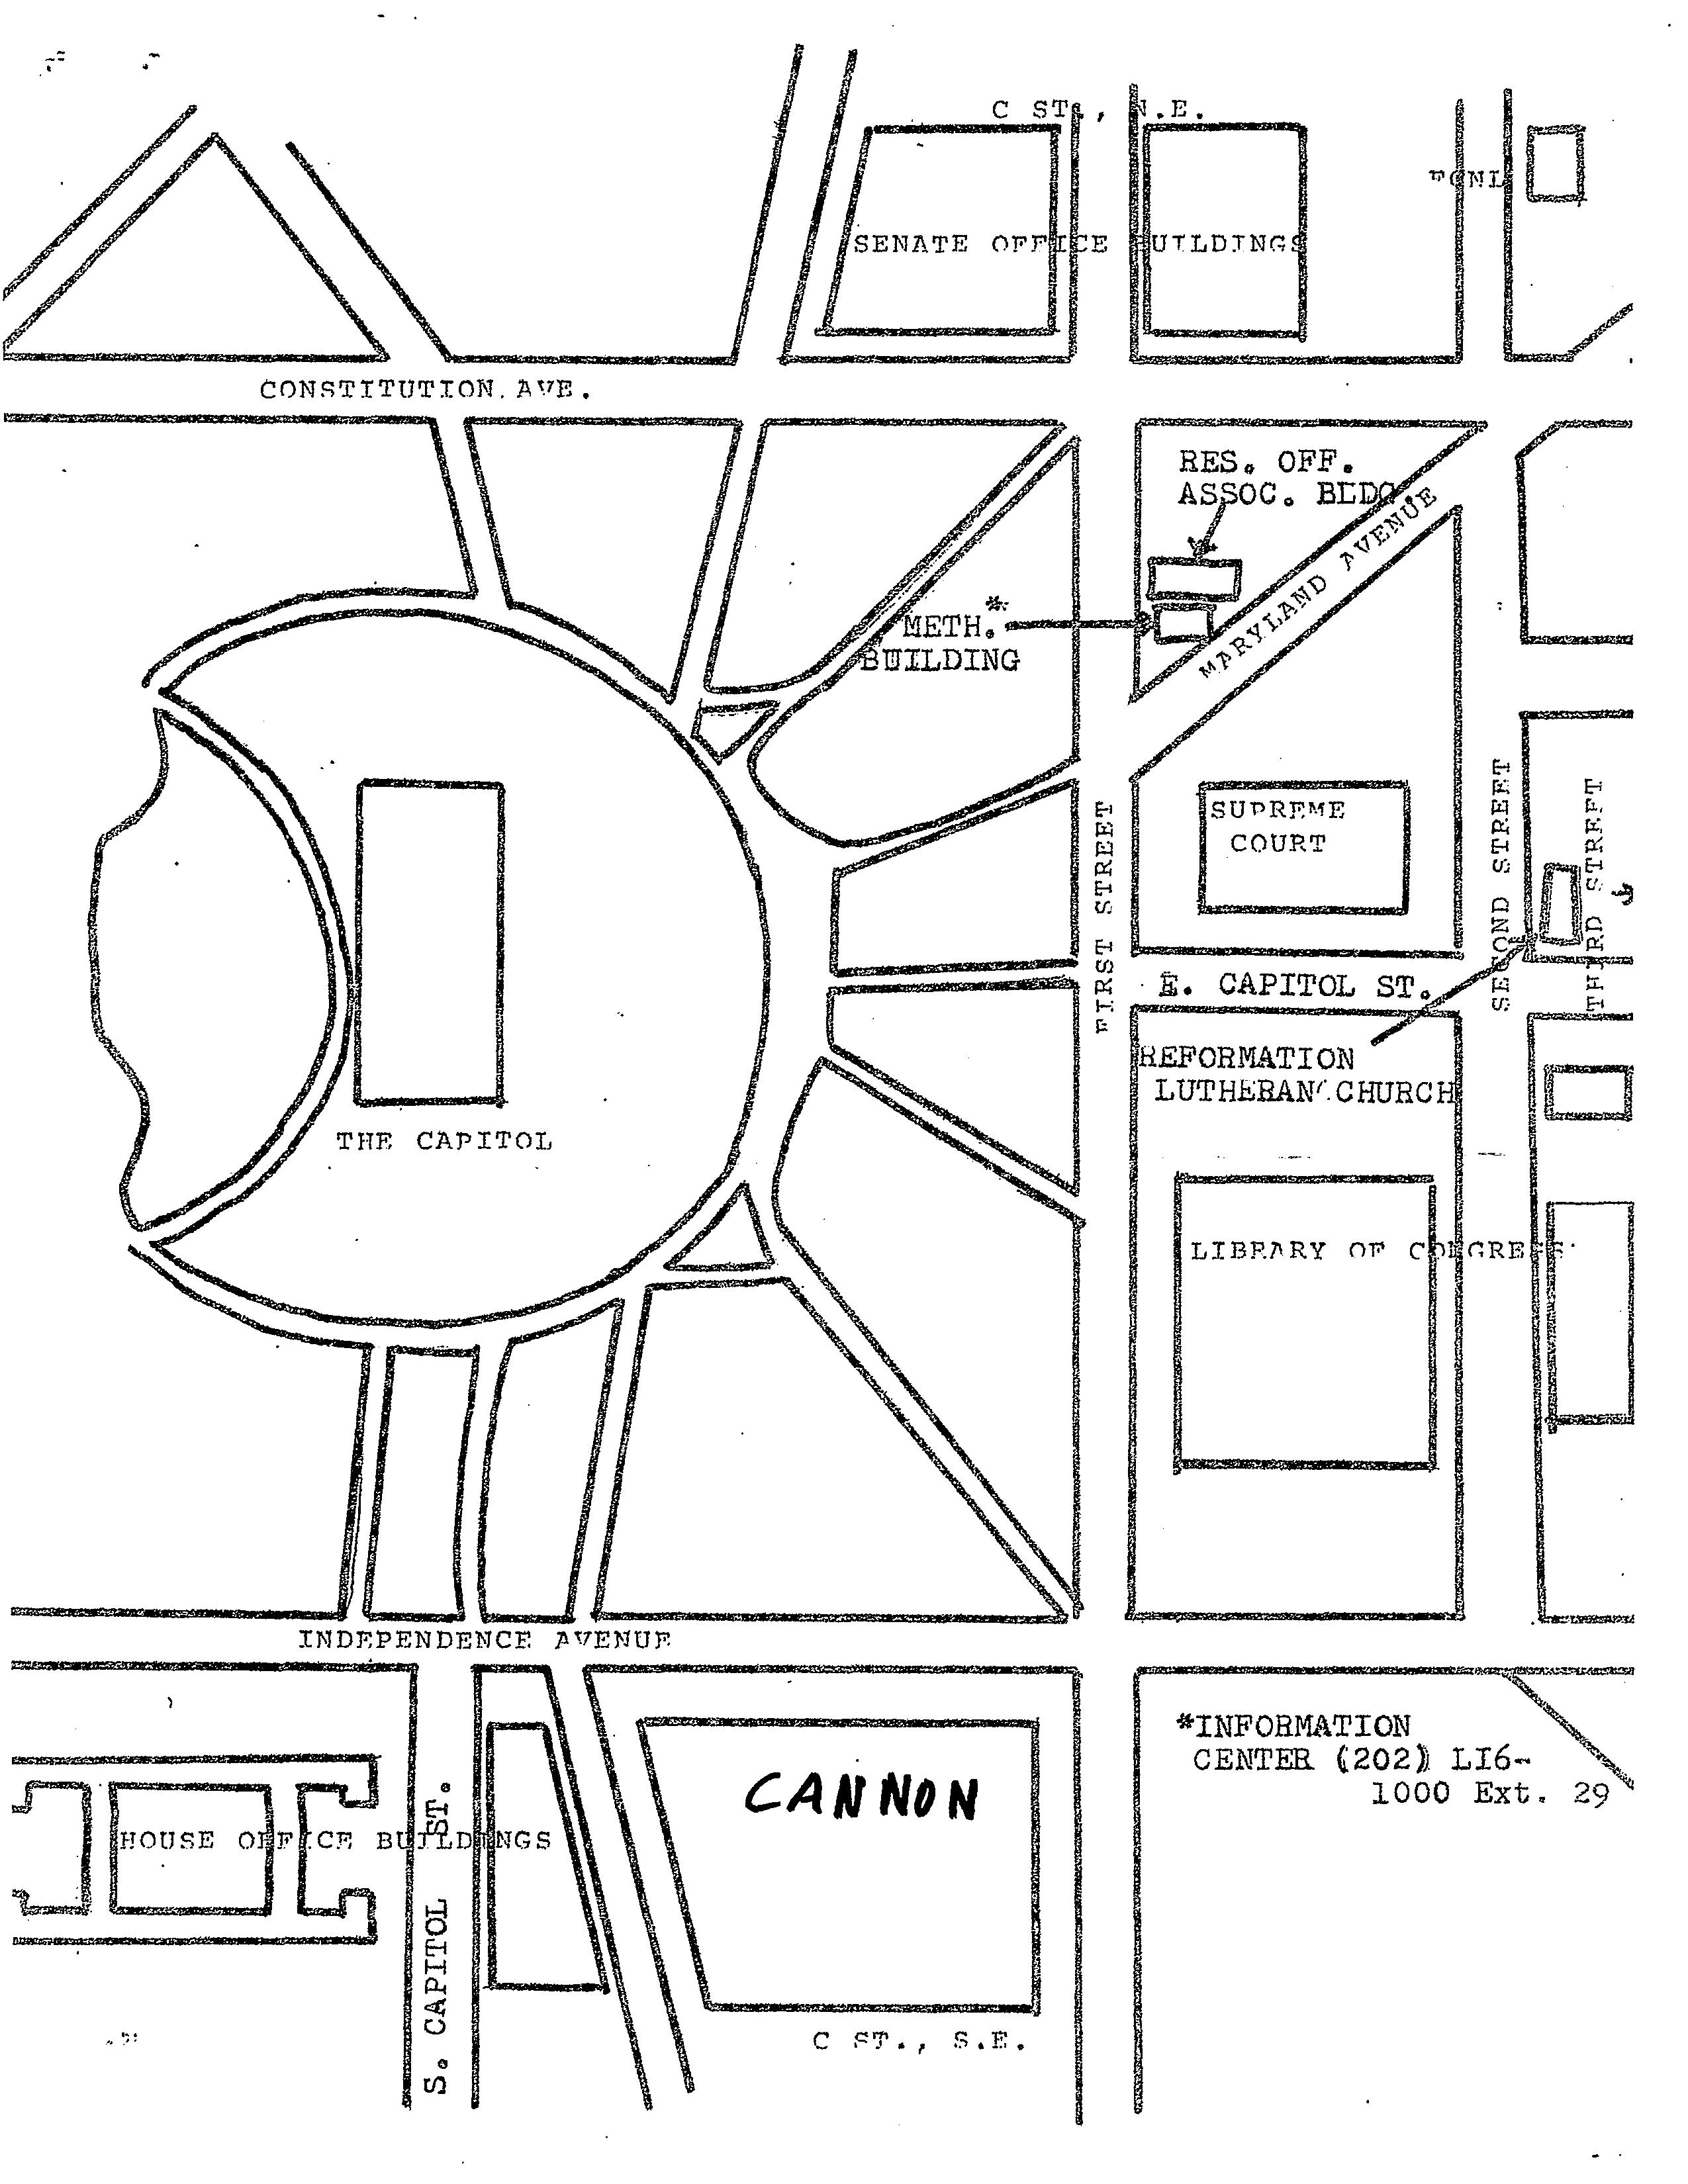 C ST., N.E.
FCNL
SENATE OFFICE BUILDINGS
CONSTITUTION. AVE.
RES. OFF.
ASSOC. BLDG.
MARYLAND AVENUE
*
METH.
BUILDING
SUPREME
COURT
FIRST STREET
SECOND STREET
THIRD STREET
E. CAPITOL ST.
REFORMATION
LUTHERAN CHURCH
THE CAPITOL
LIBRARY OF CONGRESS
INDEPENDENCE AVENUE
*INFORMATION
CENTER (202) LI6-
1000 Ext. 29
CANNON
HOUSE OFFICE BUILDINGS
S. CAPITOL ST.
C ST., S.E.